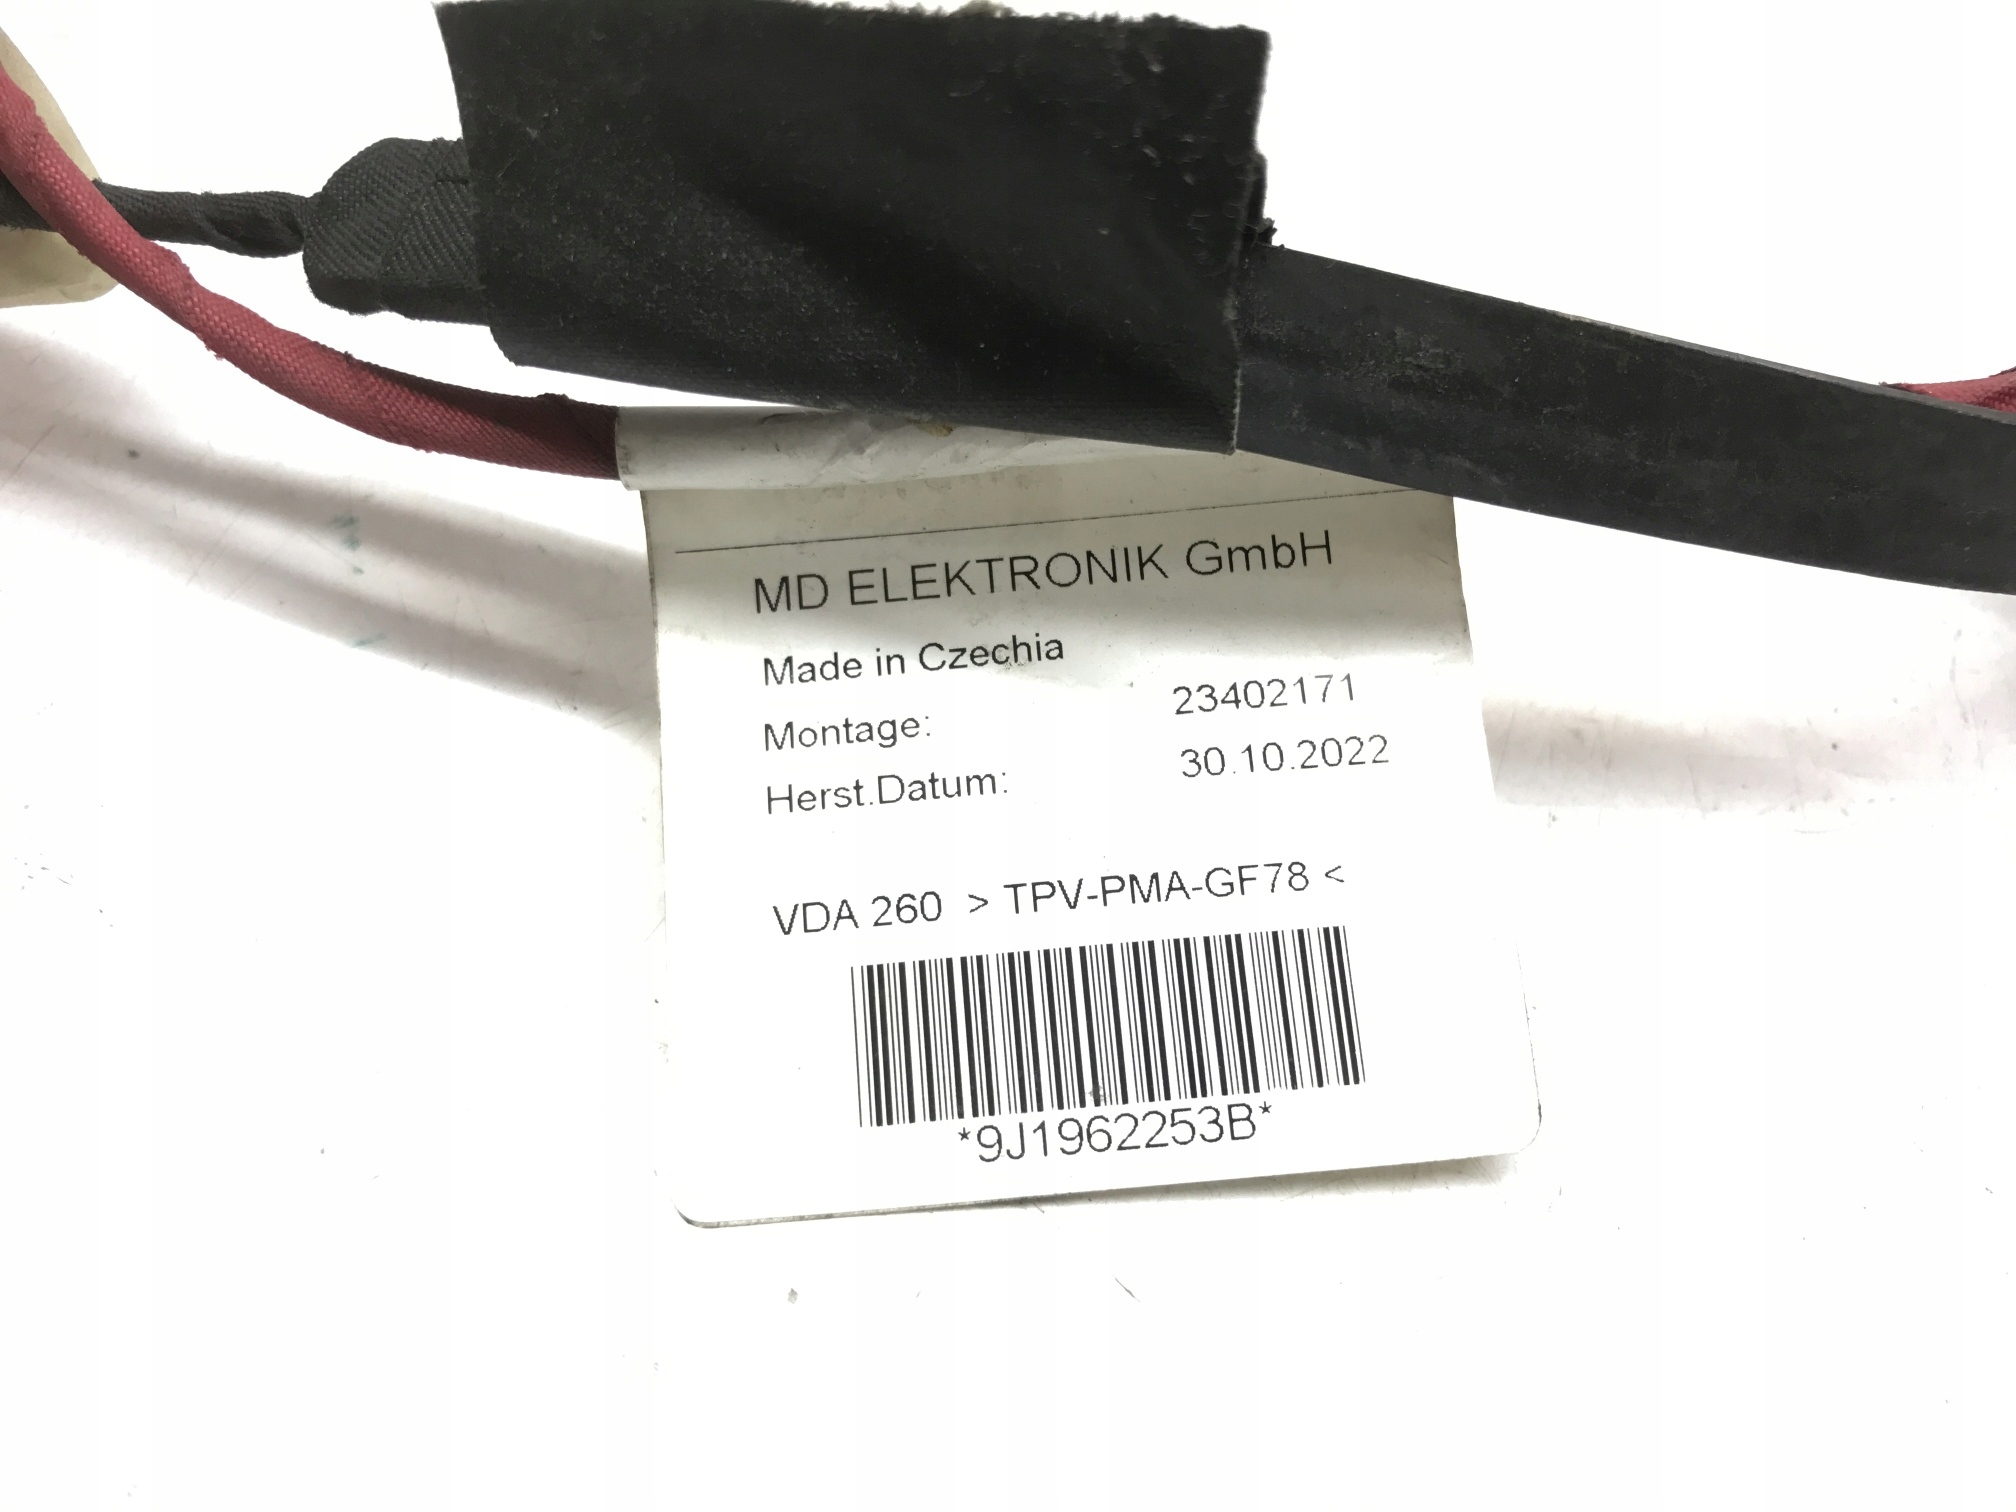 MD ELEKTRONIK GmbH
Made in Czechia
Montage: 23402171
Herst.Datum: 30.10.2022
VDA 260 > TPV-PMA-GF78 <
*9J1962253B*